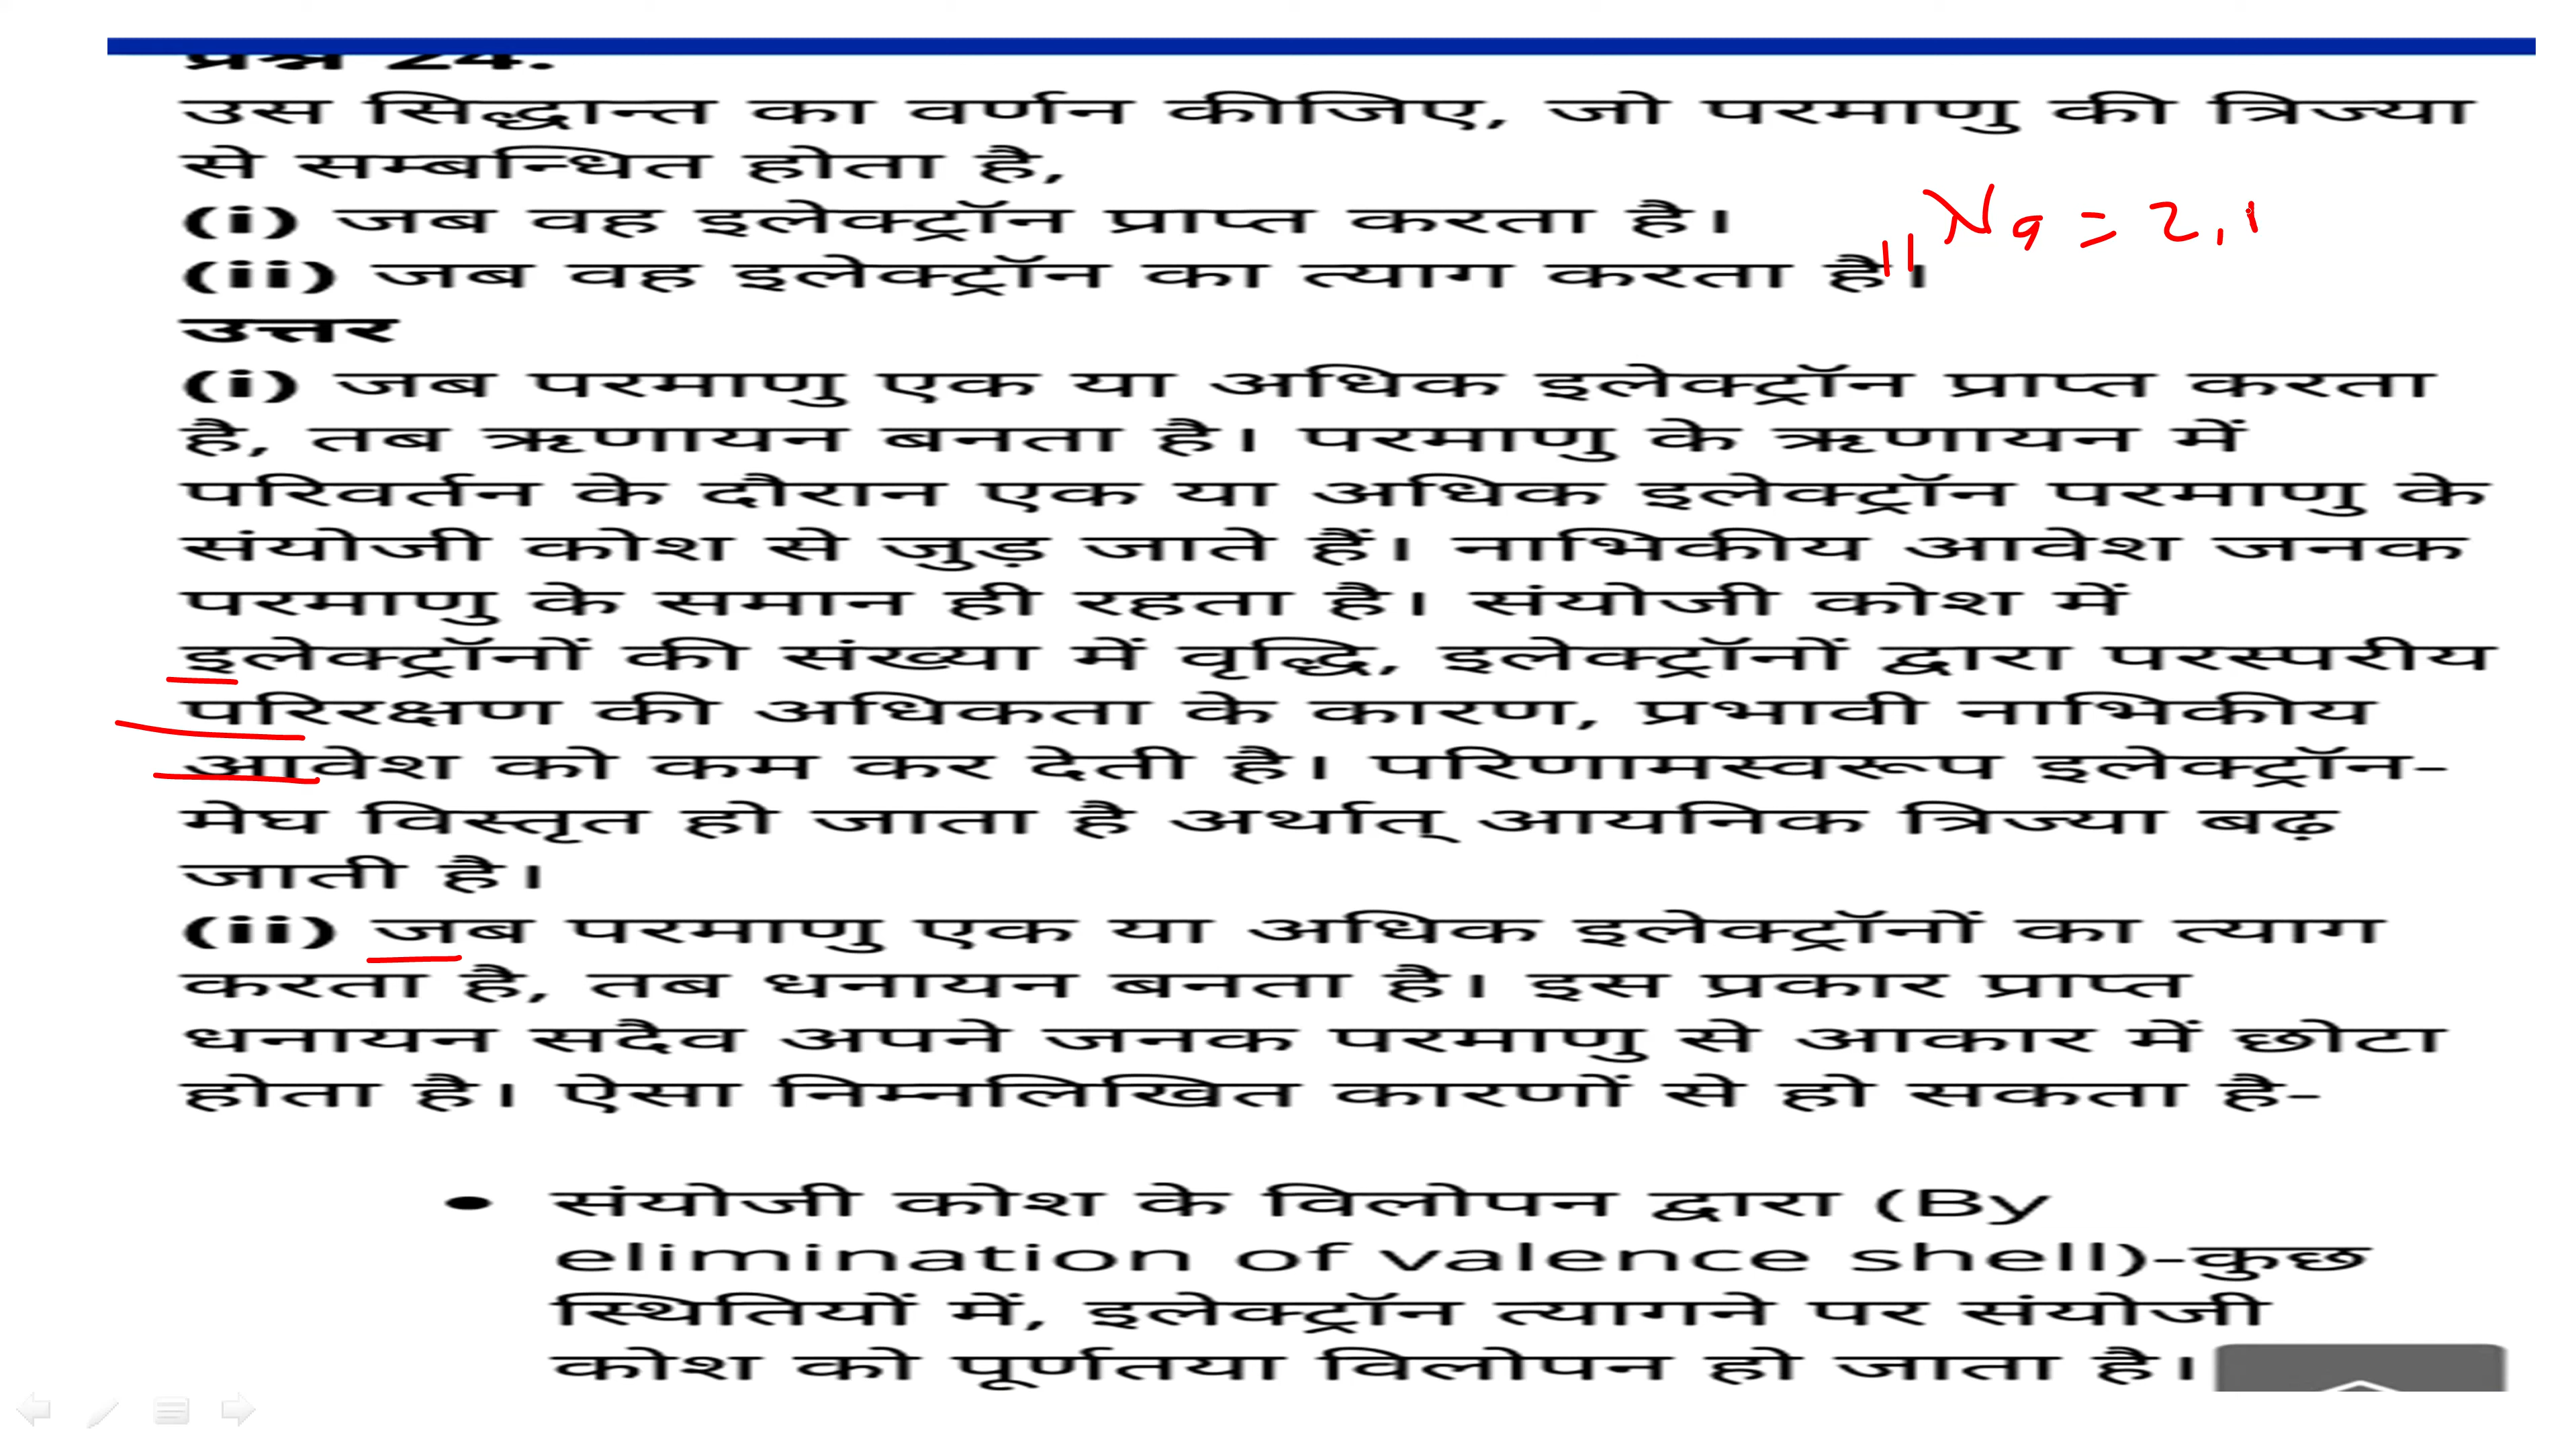 प्रश्न 24.
उस सिद्धान्त का वर्णन कीजिए, जो परमाणु की त्रिज्या
से सम्बन्धित होता है,
(i) जब वह इलेक्ट्रॉन प्राप्त करता है।
11Na = 2,1
(ii) जब वह इलेक्ट्रॉन का त्याग करता है।
उत्तर
(i) जब परमाणु एक या अधिक इलेक्ट्रॉन प्राप्त करता
है, तब ऋणायन बनता है। परमाणु के ऋणायन में
परिवर्तन के दौरान एक या अधिक इलेक्ट्रॉन परमाणु के
संयोजी कोश से जुड़ जाते हैं। नाभिकीय आवेश जनक
परमाणु के समान ही रहता है। संयोजी कोश में
इलेक्ट्रॉनों की संख्या में वृद्धि, इलेक्ट्रॉनों द्वारा परस्परीय
परिरक्षण की अधिकता के कारण, प्रभावी नाभिकीय
आवेश को कम कर देती है। परिणामस्वरूप इलेक्ट्रॉन-
मेघ विस्तृत हो जाता है अर्थात् आयनिक त्रिज्या बढ़
जाती है।
(ii) जब परमाणु एक या अधिक इलेक्ट्रॉनों का त्याग
करता है, तब धनायन बनता है। इस प्रकार प्राप्त
धनायन सदैव अपने जनक परमाणु से आकार में छोटा
होता है। ऐसा निम्नलिखित कारणों से हो सकता है-
• संयोजी कोश के विलोपन द्वारा (By
elimination of valence shell)-कुछ
स्थितियों में, इलेक्ट्रॉन त्यागने पर संयोजी
कोश को पूर्णतया विलोपन हो जाता है।